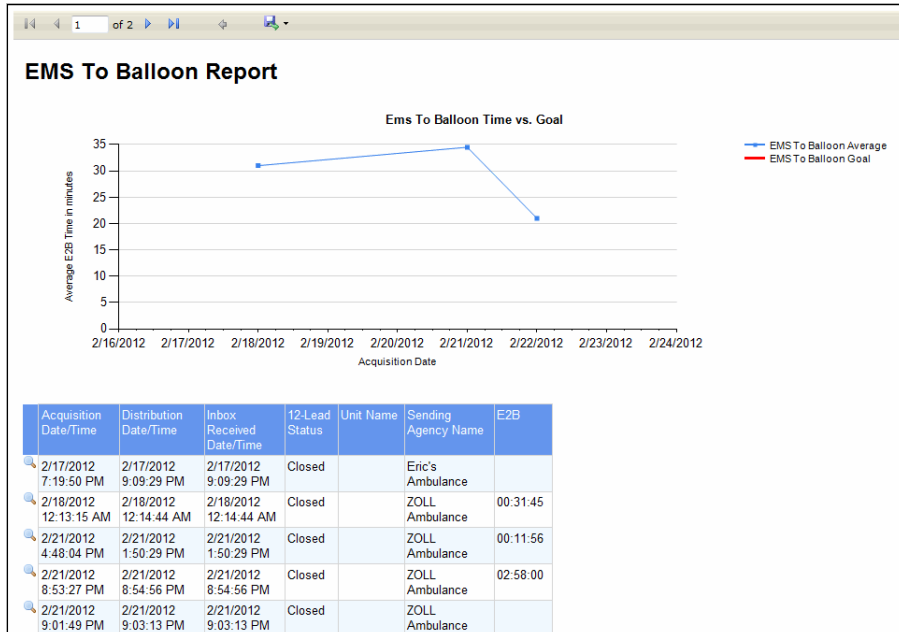 1 of 2
EMS To Balloon Report
Ems To Balloon Time vs. Goal
EMS To Balloon Average
EMS To Balloon Goal
Average E2B Time in minutes
35
30
25
20
15
10
5
0
2/16/2012 2/17/2012 2/18/2012 2/19/2012 2/20/2012 2/21/2012 2/22/2012 2/23/2012 2/24/2012
Acquisition Date
Acquisition Distribution Inbox 12-Lead Unit Name Sending E2B
Date/Time Date/Time Received Status Agency Name
Date/Time
2/17/2012 2/17/2012 2/17/2012 Closed Eric's
7:19:50 PM 9:09:29 PM 9:09:29 PM Ambulance
2/18/2012 2/18/2012 2/18/2012 Closed ZOLL 00:31:45
12:13:15 AM 12:14:44 AM 12:14:44 AM Ambulance
2/21/2012 2/21/2012 2/21/2012 Closed ZOLL 00:11:56
4:48:04 PM 1:50:29 PM 1:50:29 PM Ambulance
2/21/2012 2/21/2012 2/21/2012 Closed ZOLL 02:58:00
8:53:27 PM 8:54:56 PM 8:54:56 PM Ambulance
2/21/2012 2/21/2012 2/21/2012 Closed ZOLL
9:01:49 PM 9:03:13 PM 9:03:13 PM Ambulance